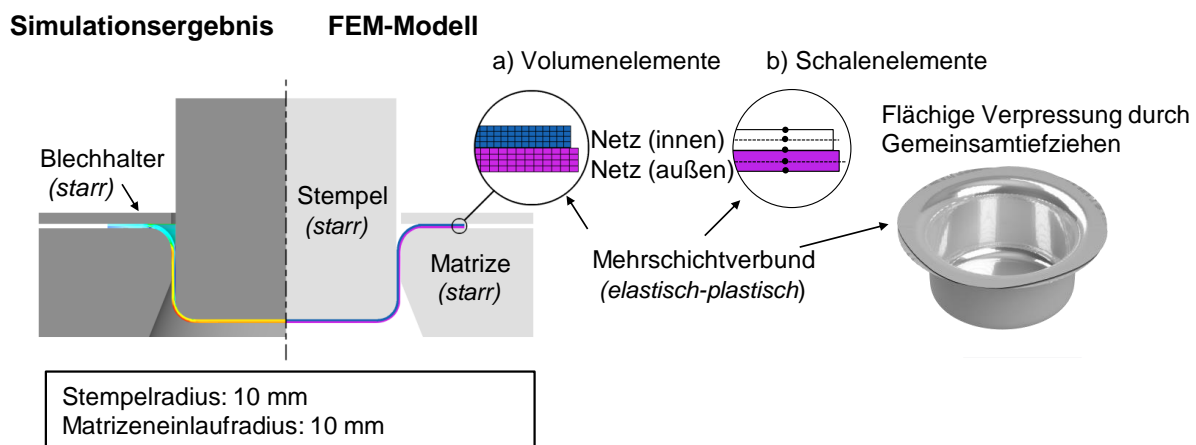 Simulationsergebnis
FEM-Modell
a) Volumenelemente
b) Schalenelemente
Flächige Verpressung durch
Gemeinsamtiefziehen
Blechhalter
(starr)
Stempel
(starr)
Netz (innen)
Netz (außen)
Matrize
(starr)
Mehrschichtverbund
(elastisch-plastisch)
Stempelradius: 10 mm
Matrizeneinlaufradius: 10 mm